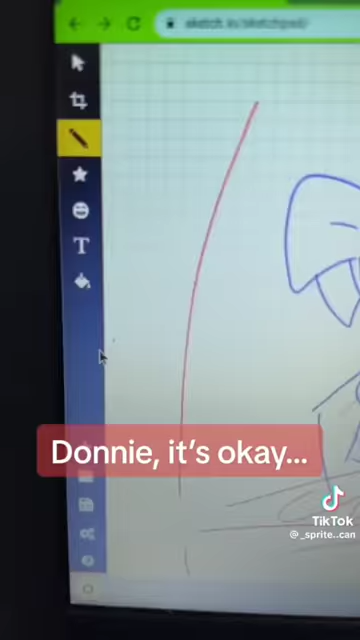 sketch.io/sketchpad/
T
Donnie, it's okay...
TikTok
@_sprite..can